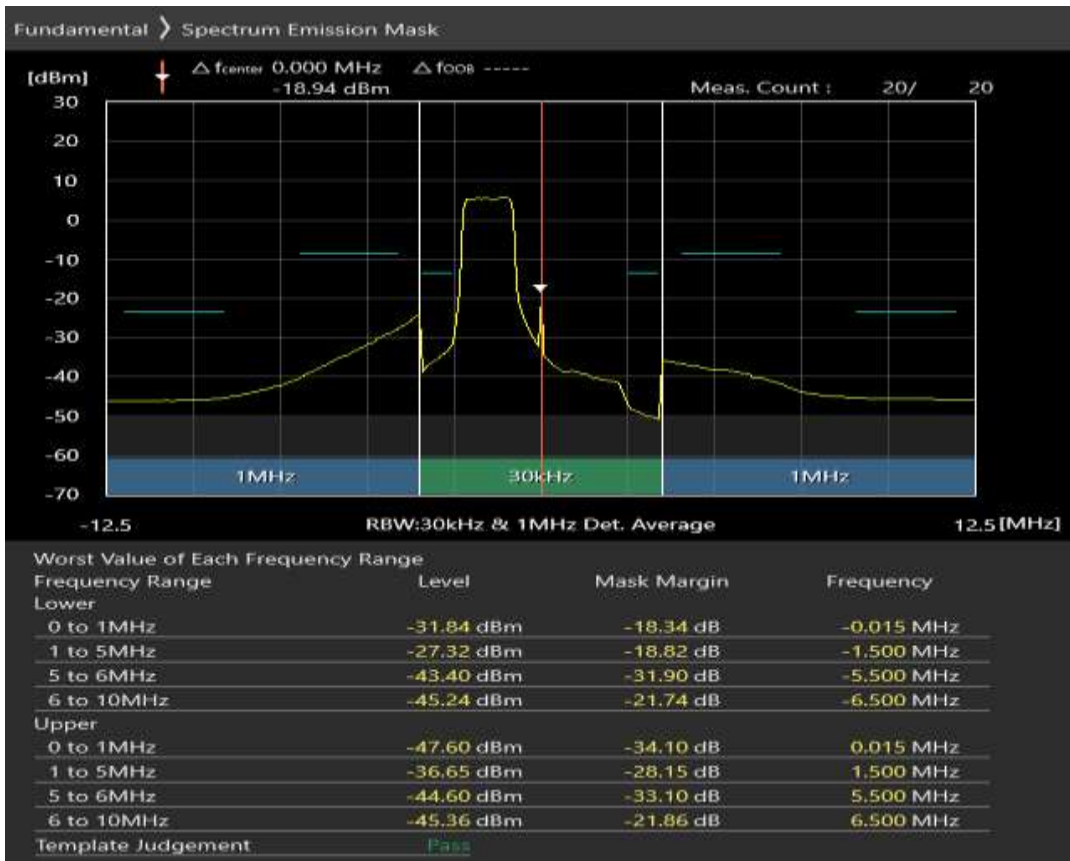 Fundamental 》 Spectrum Emission Mask
[dBm] △ fcenter 0.000 MHz △ fOOB -----
-18.94 dBm Meas. Count : 20/ 20
30
20
10
0
-10
-20
-30
-40
-50
-60
-70
1MHz 30kHz 1MHz
-12.5 RBW:30kHz & 1MHz Det. Average 12.5 [MHz]
Worst Value of Each Frequency Range
Frequency Range Level Mask Margin Frequency
Lower
0 to 1MHz -31.84 dBm -18.34 dB -0.015 MHz
1 to 5MHz -27.32 dBm -18.82 dB -1.500 MHz
5 to 6MHz -43.40 dBm -31.90 dB -5.500 MHz
6 to 10MHz -45.24 dBm -21.74 dB -6.500 MHz
Upper
0 to 1MHz -47.60 dBm -34.10 dB 0.015 MHz
1 to 5MHz -36.65 dBm -28.15 dB 1.500 MHz
5 to 6MHz -44.60 dBm -33.10 dB 5.500 MHz
6 to 10MHz -45.36 dBm -21.86 dB 6.500 MHz
Template Judgement Pass